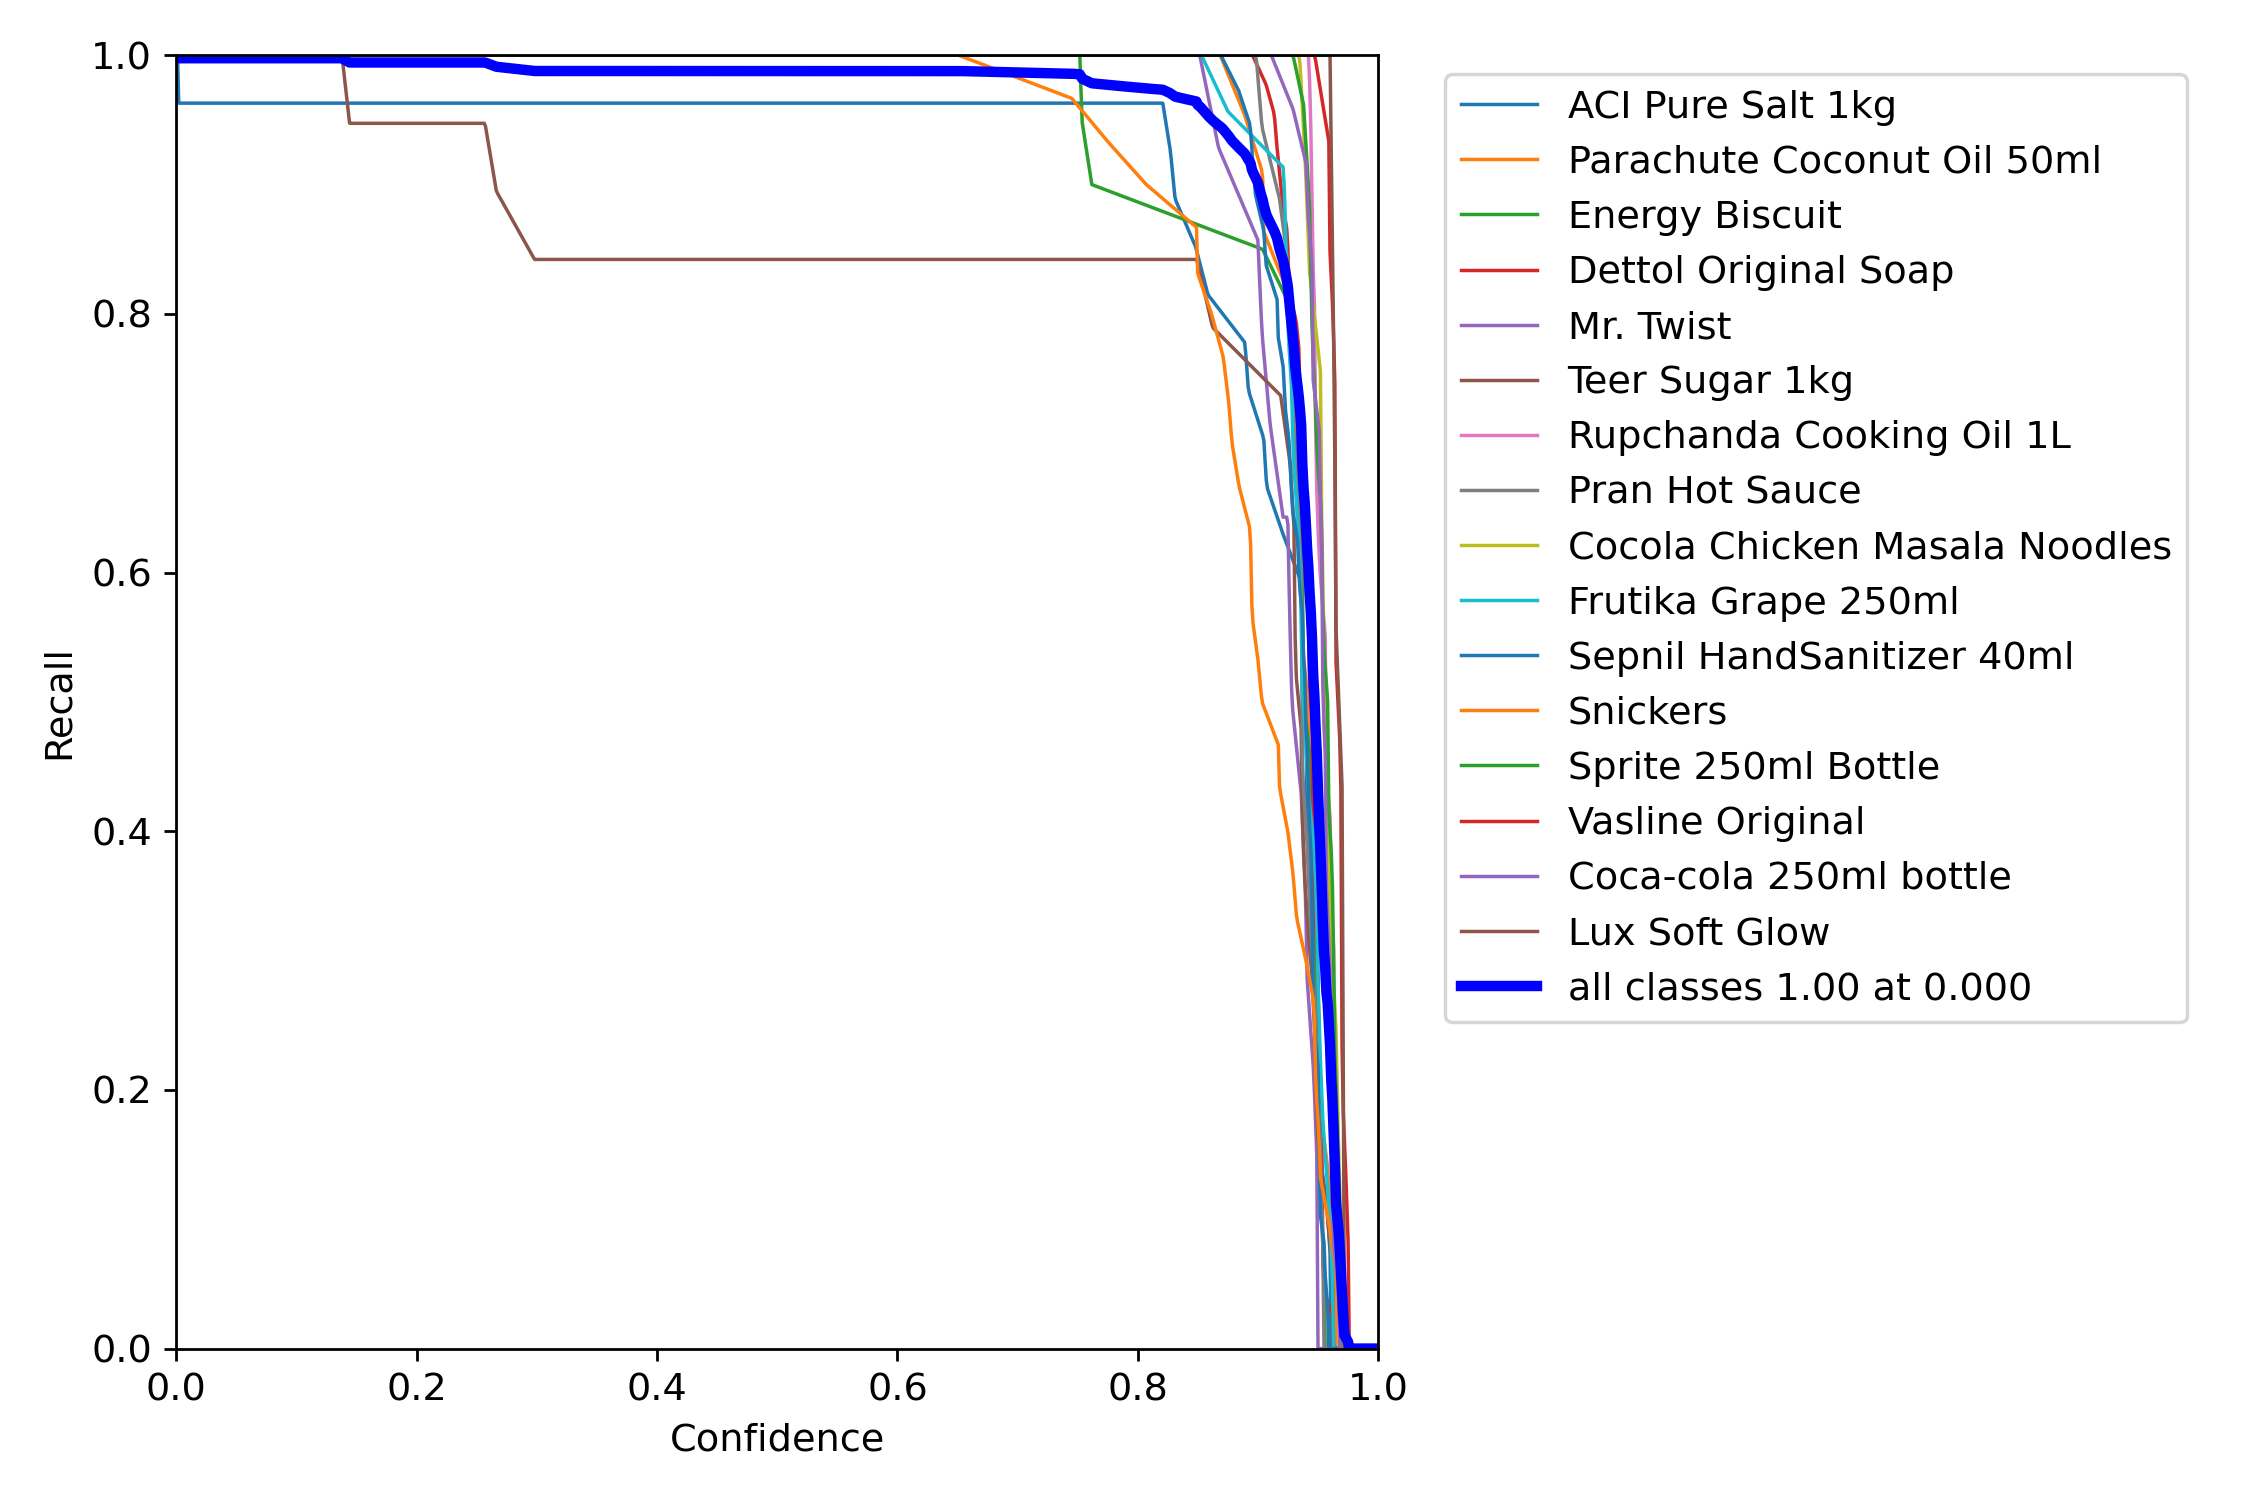 1.0
0.8
0.6
0.4
0.2
0.0
Recall
0.0 0.2 0.4 0.6 0.8 1.0
Confidence
ACI Pure Salt 1kg
Parachute Coconut Oil 50ml
Energy Biscuit
Dettol Original Soap
Mr. Twist
Teer Sugar 1kg
Rupchanda Cooking Oil 1L
Pran Hot Sauce
Cocola Chicken Masala Noodles
Frutika Grape 250ml
Sepnil HandSanitizer 40ml
Snickers
Sprite 250ml Bottle
Vasline Original
Coca-cola 250ml bottle
Lux Soft Glow
all classes 1.00 at 0.000